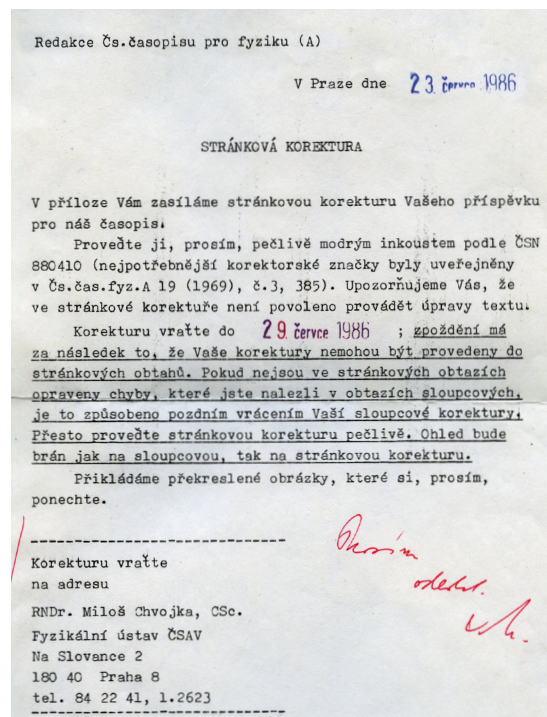 Redakce Čs.časopisu pro fyziku (A)
V Praze dne 23. června 1986
STRÁNKOVÁ KOREKTURA
V příloze Vám zasíláme stránkovou korekturu Vašeho příspěvku
pro náš časopis.
Proveďte ji, prosím, pečlivě modrým inkoustem podle ČSN
880410 (nejpotřebnější korektorské značky byly uveřejněny
v Čs.čas.fyz.A 19 (1969), č.3, 385). Upozorňujeme Vás, že
ve stránkové korektuře není povoleno provádět úpravy textu.
Korekturu vraťte do 29. července 1986 ; zpoždění má
za následek to, že Vaše korektury nemohou být provedeny do
stránkových obtahů. Pokud nejsou ve stránkových obtazích
opraveny chyby, které jste nalezli v obtazích sloupcových,
je to způsobeno pozdním vrácením Vaší sloupcové korektury.
Přesto proveďte stránkovou korekturu pečlivě. Ohled bude
brán jak na sloupcovou, tak na stránkovou korekturu.
Přikládáme překreslené obrázky, které si, prosím,
ponechte.
Prosím
Korekturu vraťte
na adresu
RNDr. Miloš Chvojka, CSc.
Fyzikální ústav ČSAV
Na Slovance 2
180 40 Praha 8
tel. 84 22 41, l.2623